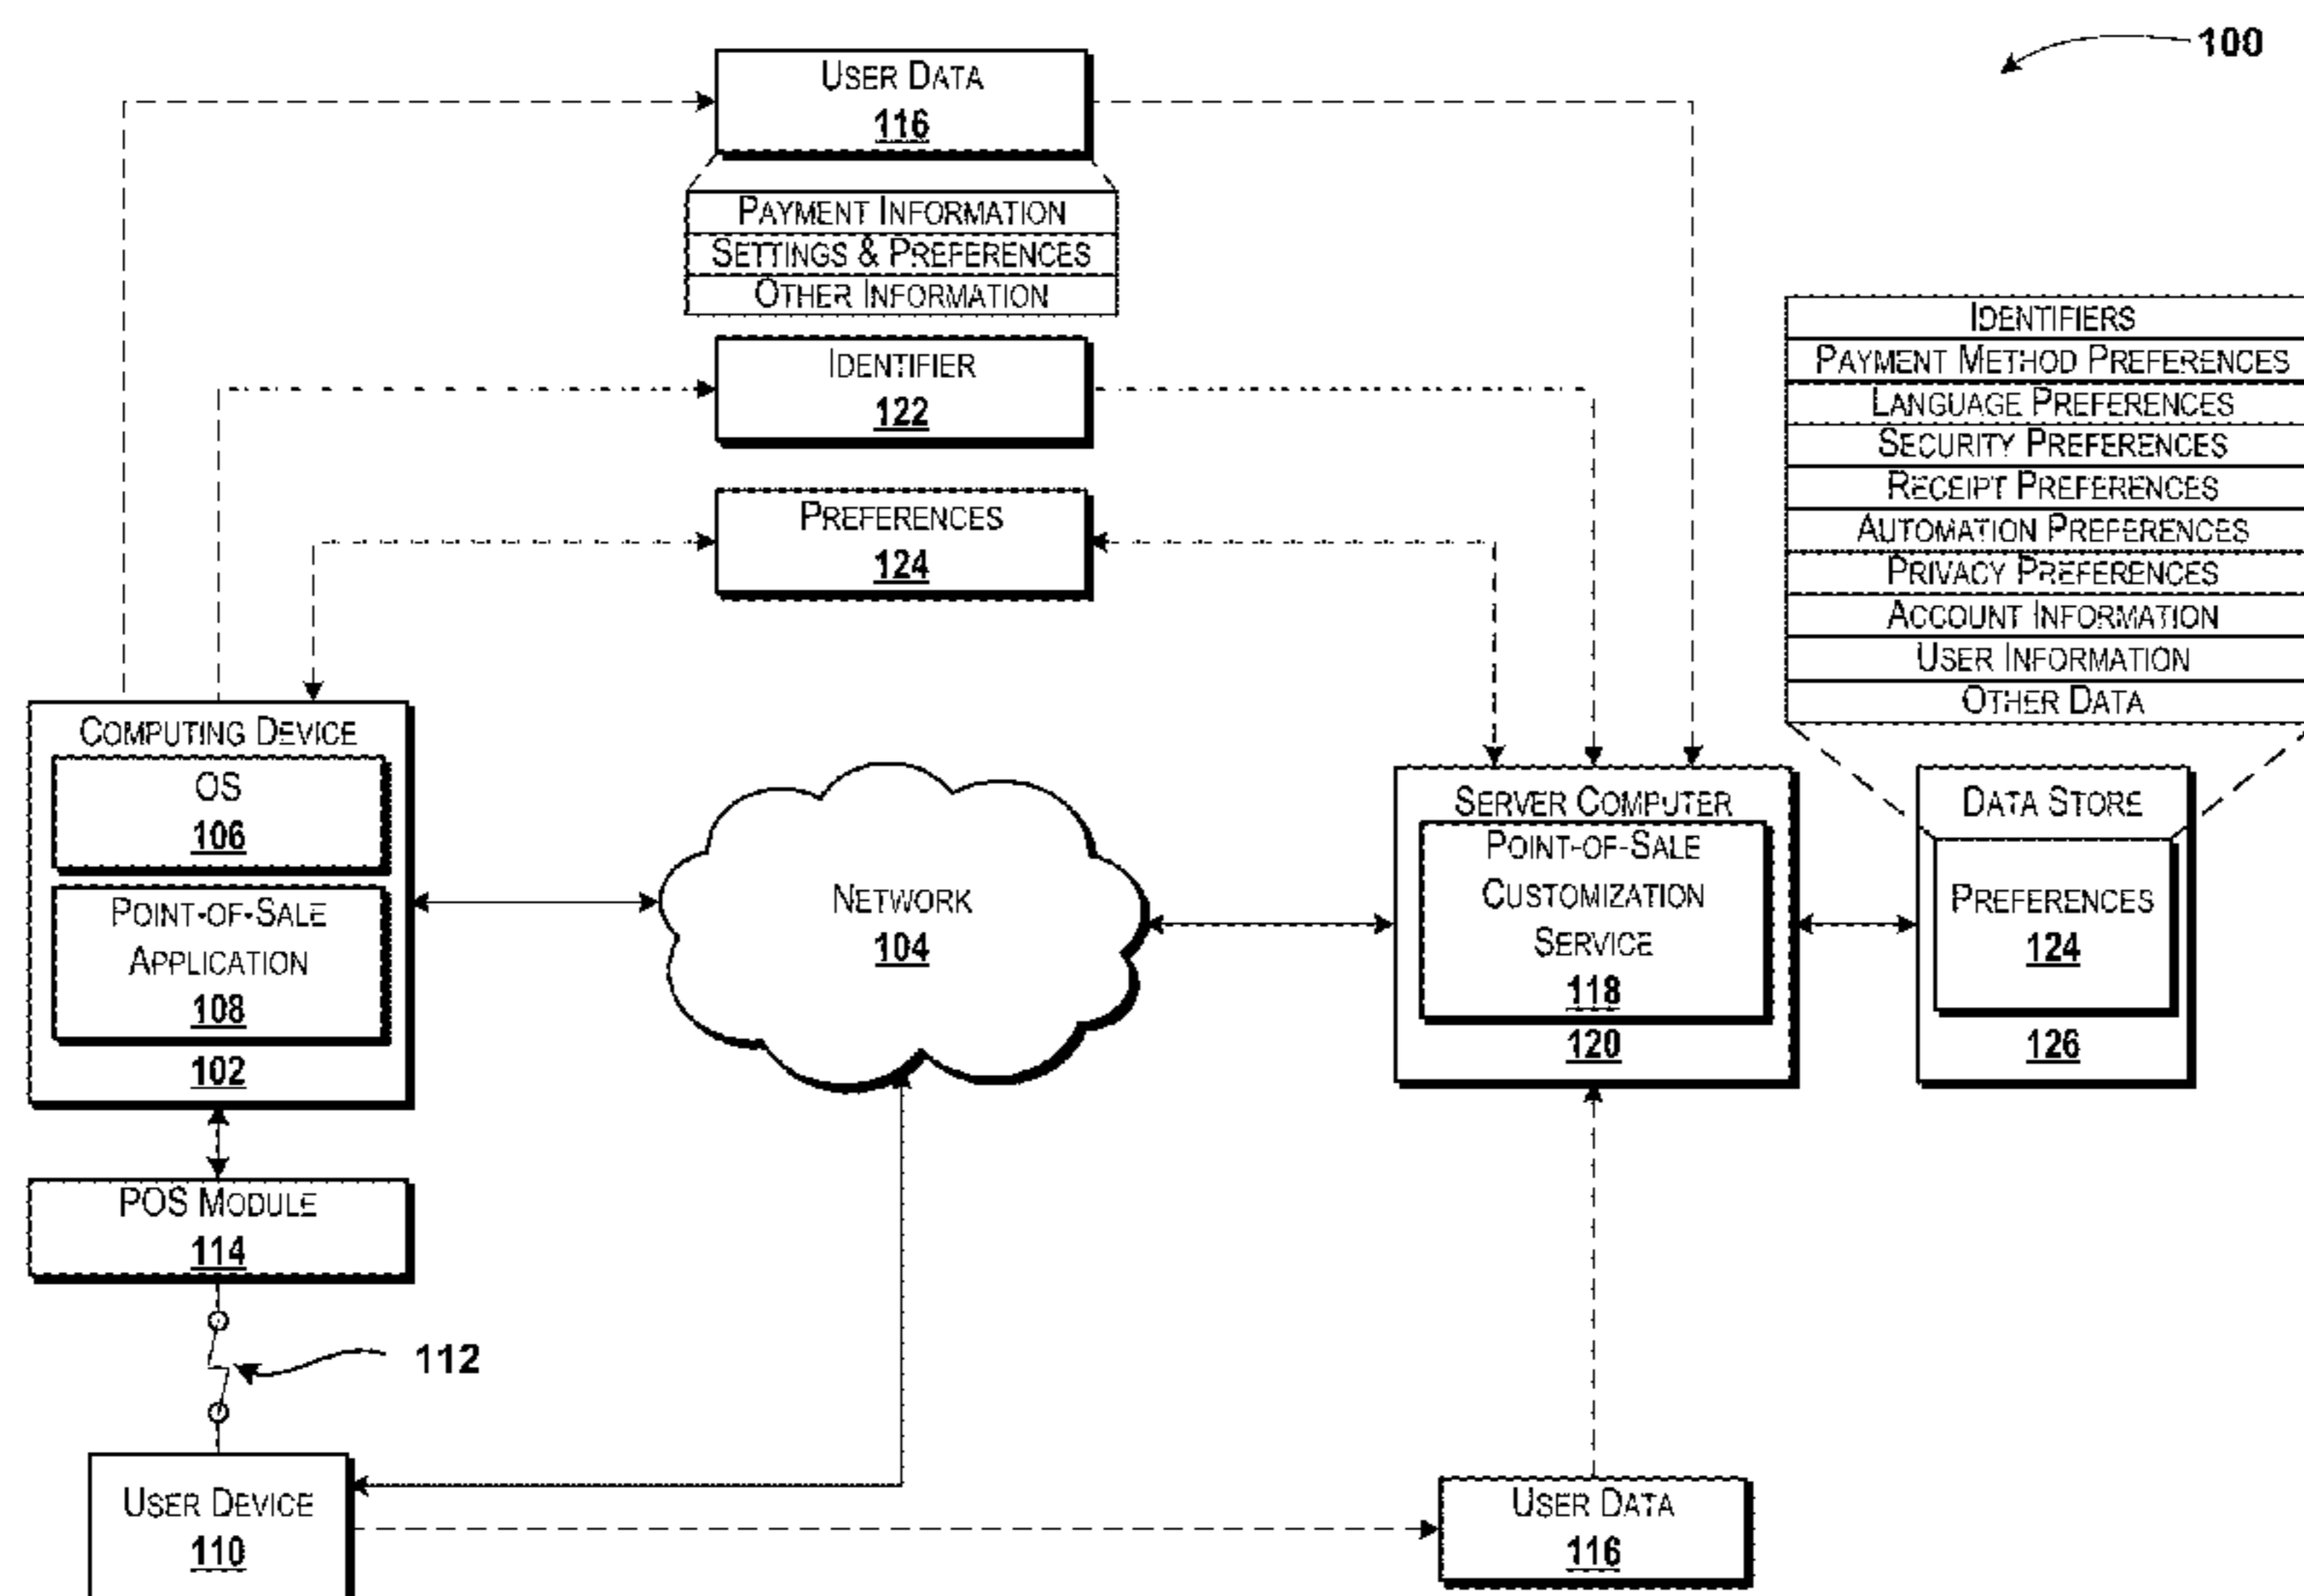 100
USER DATA
116
PAYMENT INFORMATION
SETTINGS & PREFERENCES
OTHER INFORMATION
IDENTIFIER
122
PREFERENCES
124
IDENTIFIERS
PAYMENT METHOD PREFERENCES
LANGUAGE PREFERENCES
SECURITY PREFERENCES
RECEIPT PREFERENCES
AUTOMATION PREFERENCES
PRIVACY PREFERENCES
ACCOUNT INFORMATION
USER INFORMATION
OTHER DATA
COMPUTING DEVICE
OS
106
POINT-OF-SALE
APPLICATION
108
102
NETWORK
104
SERVER COMPUTER
POINT-OF-SALE
CUSTOMIZATION
SERVICE
118
120
DATA STORE
PREFERENCES
124
126
POS MODULE
114
112
USER DEVICE
110
USER DATA
116